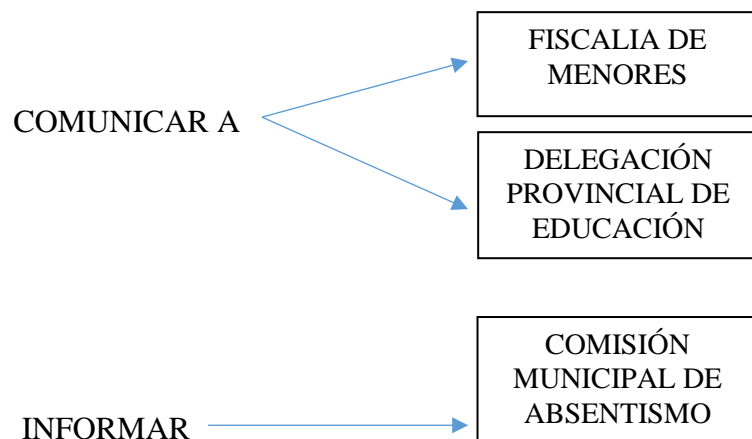 FISCALIA DE
MENORES
COMUNICAR A
DELEGACIÓN
PROVINCIAL DE
EDUCACIÓN
COMISIÓN
MUNICIPAL DE
ABSENTISMO
INFORMAR